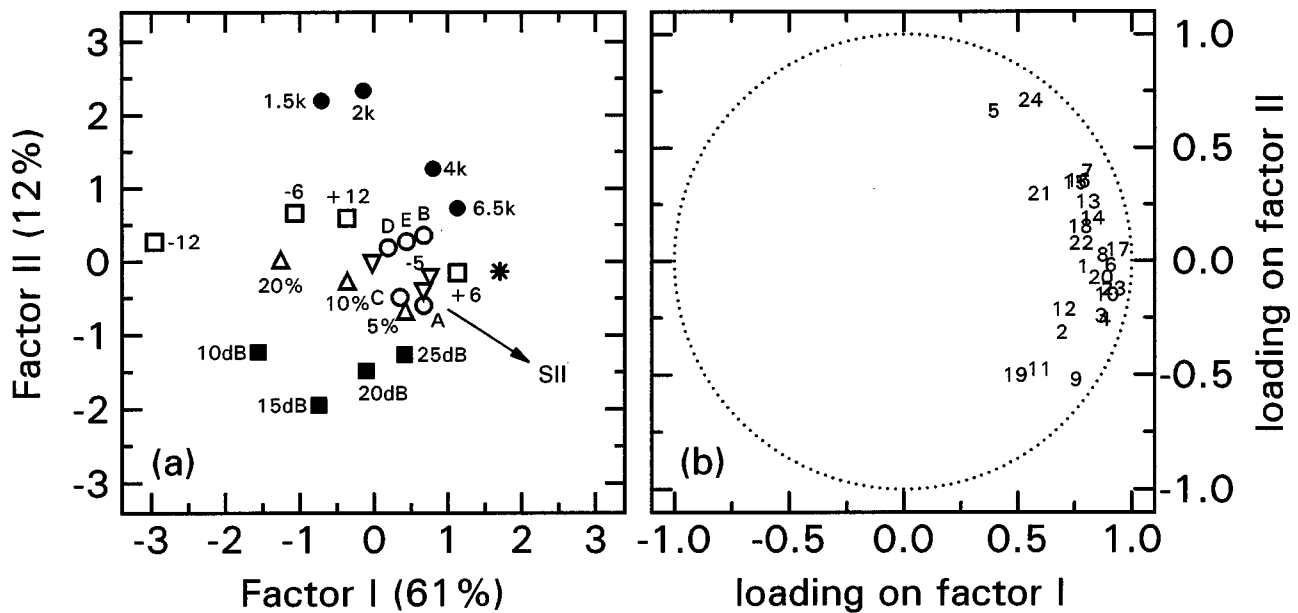 3
2
1
0
-1
-2
-3
Factor II (12%)
1.5k
2k
4k
6.5k
-6
+12
-12
D
E
B
-5
+6
20%
10%
C
5%
A
10dB
15dB
20dB
25dB
SII
(a)
-3
-2
-1
0
1
2
3
Factor I (61%)
5
24
7
15
16
21
13
14
18
22
8
17
1
6
20
23
10
12
3
4
2
19
11
9
(b)
1.0
0.5
0.0
-0.5
-1.0
loading on factor II
-1.0
-0.5
0.0
0.5
1.0
loading on factor I